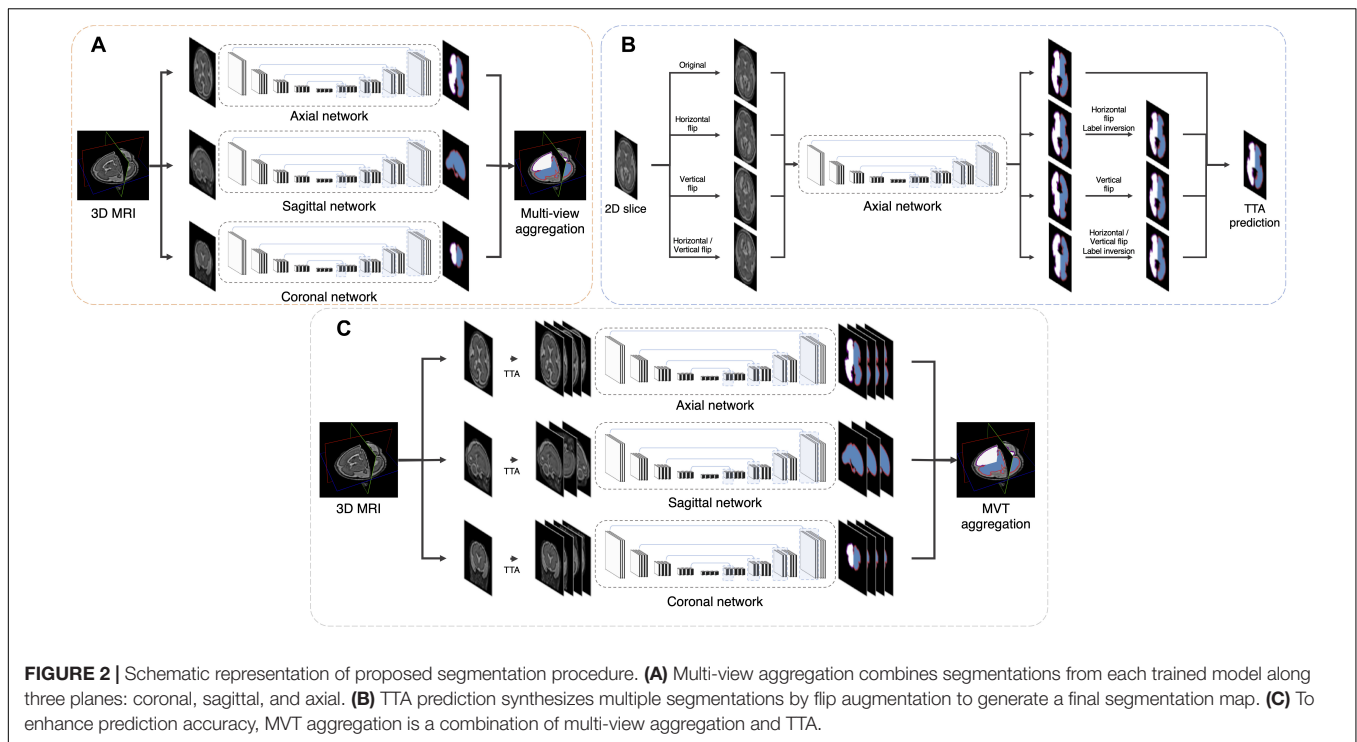 A
3D MRI
Axial network
Sagittal network
Coronal network
Multi-view
aggregation
B
2D slice
Original
Horizontal
flip
Vertical
flip
Horizontal /
Vertical flip
Axial network
Horizontal
flip
Label inversion
Vertical
flip
Horizontal /
Vertical flip
Label inversion
TTA
prediction
C
3D MRI
TTA
Axial network
TTA
Sagittal network
TTA
Coronal network
MVT
aggregation
FIGURE 2 | Schematic representation of proposed segmentation procedure. (A) Multi-view aggregation combines segmentations from each trained model along
three planes: coronal, sagittal, and axial. (B) TTA prediction synthesizes multiple segmentations by flip augmentation to generate a final segmentation map. (C) To
enhance prediction accuracy, MVT aggregation is a combination of multi-view aggregation and TTA.